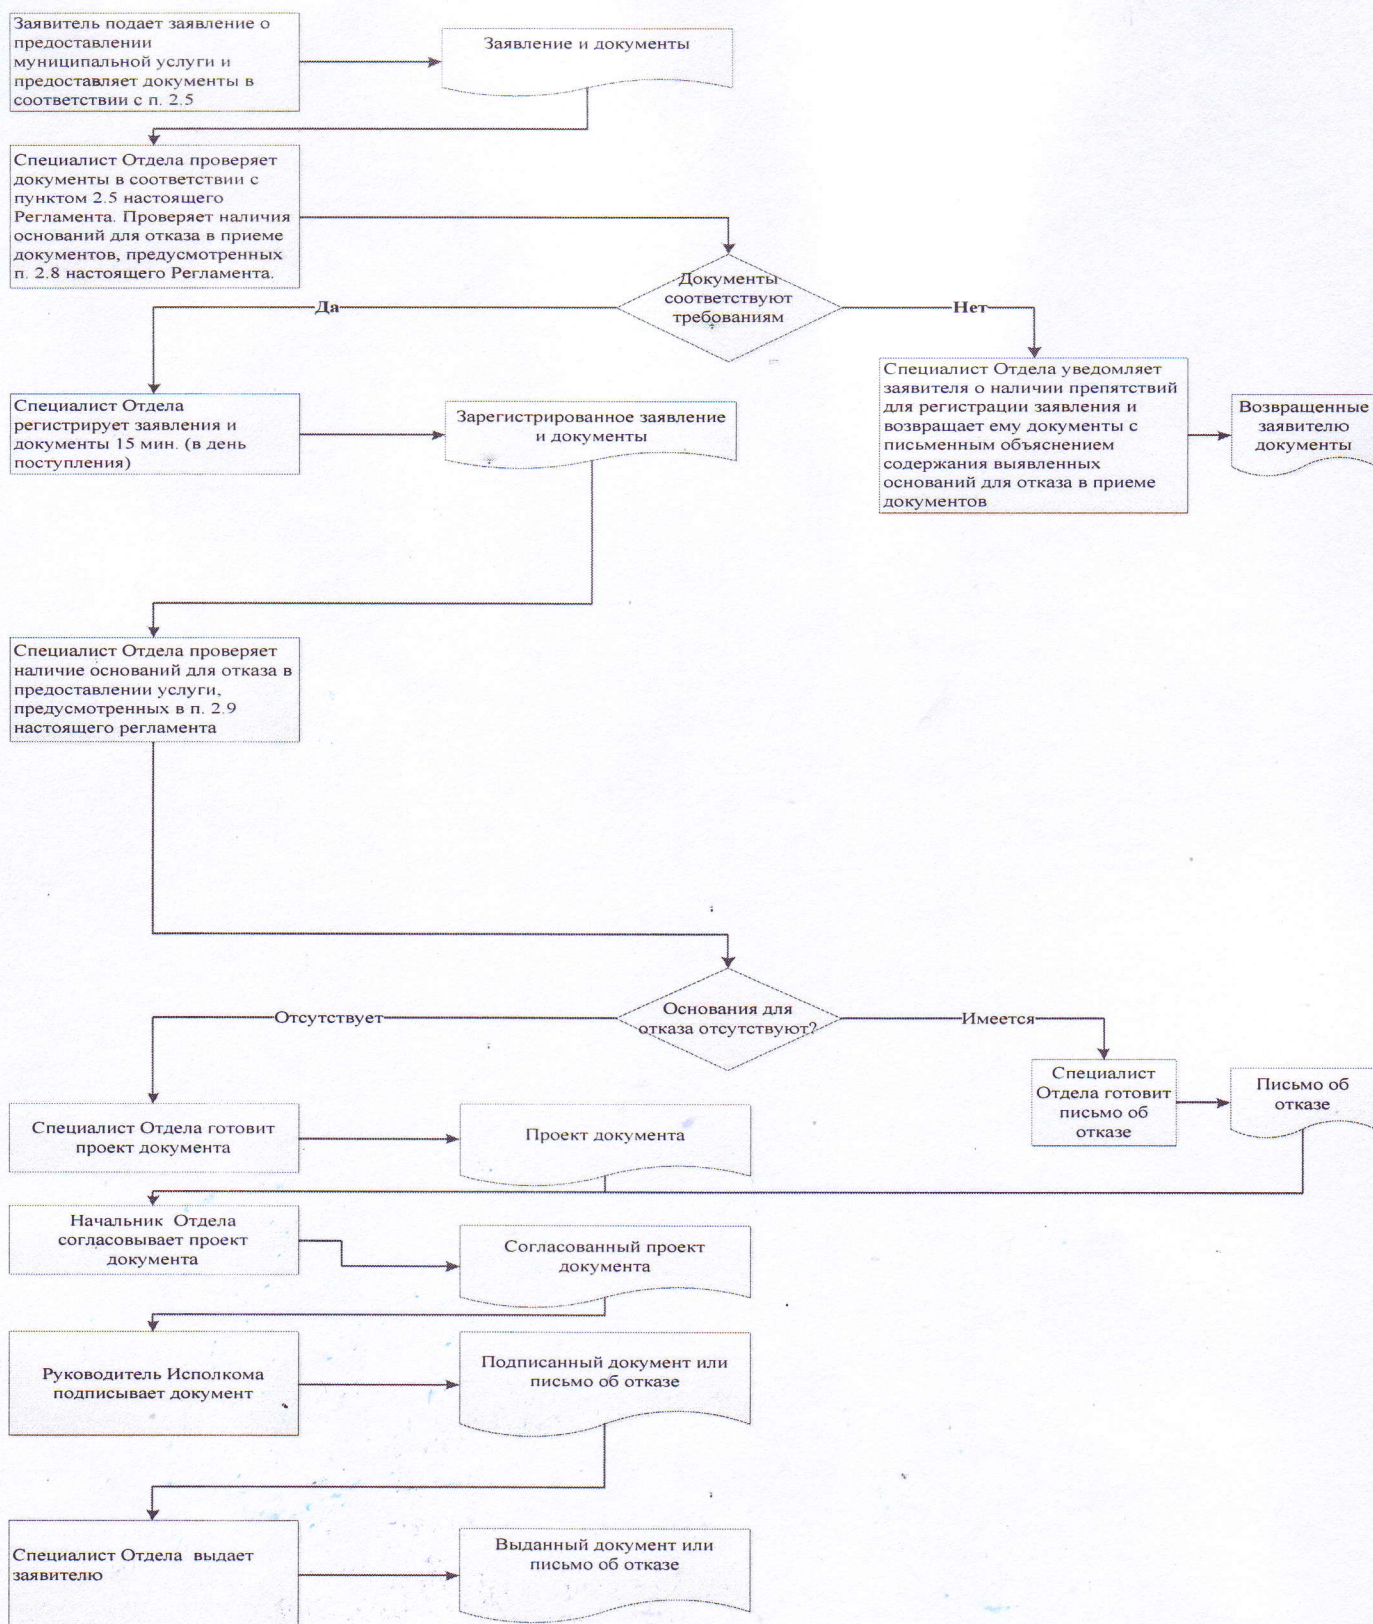 Заявитель подает заявление о
предоставлении
муниципальной услуги и
предоставляет документы в
соответствии с п. 2.5
Заявление и документы
Специалист Отдела проверяет
документы в соответствии с
пунктом 2.5 настоящего
Регламента. Проверяет наличия
оснований для отказа в приеме
документов, предусмотренных
п. 2.8 настоящего Регламента.
Документы
соответствуют
требованиям
Да
Нет
Специалист Отдела
регистрирует заявления и
документы 15 мин. (в день
поступления)
Зарегистрированное заявление
и документы
Специалист Отдела уведомляет
заявителя о наличии препятствий
для регистрации заявления и
возвращает ему документы с
письменным объяснением
содержания выявленных
оснований для отказа в приеме
документов
Возвращенные
заявителю
документы
Специалист Отдела проверяет
наличие оснований для отказа в
предоставлении услуги,
предусмотренных в п. 2.9
настоящего регламента
Основания для
отказа отсутствуют?
Отсутствует
Имеется
Специалист Отдела готовит
проект документа
Проект документа
Специалист
Отдела готовит
письмо об
отказе
Письмо об
отказе
Начальник Отдела
согласовывает проект
документа
Согласованный проект
документа
Руководитель Исполкома
подписывает документ
Подписанный документ или
письмо об отказе
Специалист Отдела выдает
заявителю
Выданный документ или
письмо об отказе